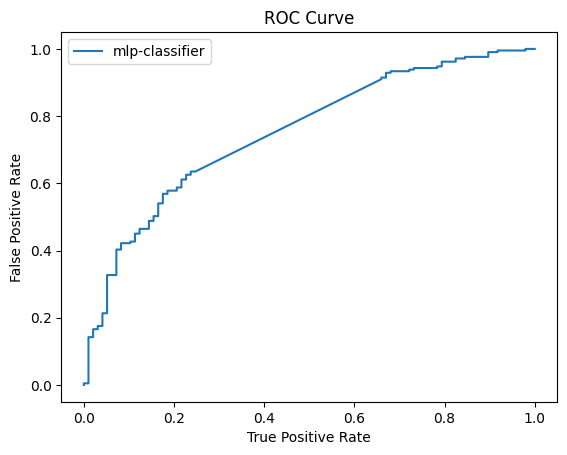 ROC Curve
mlp-classifier
1.0
0.8
0.6
0.4
0.2
0.0
False Positive Rate
0.0 0.2 0.4 0.6 0.8 1.0
True Positive Rate